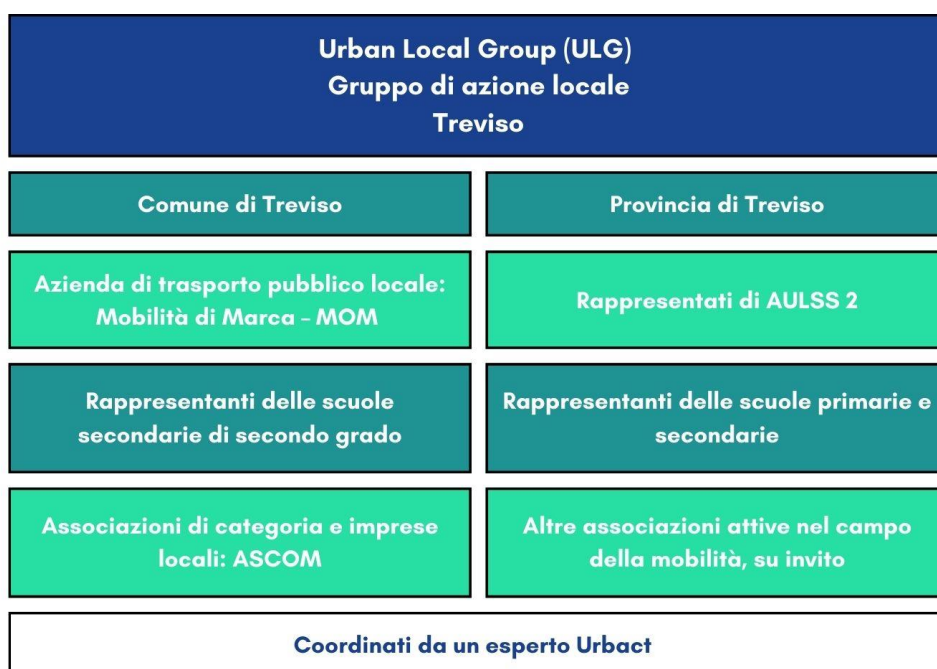 Urban Local Group (ULG)
Gruppo di azione locale
Treviso
Comune di Treviso
Provincia di Treviso
Azienda di trasporto pubblico locale:
Mobilità di Marca – MOM
Rappresentati di AULSS 2
Rappresentanti delle scuole
secondarie di secondo grado
Rappresentanti delle scuole primarie e
secondarie
Associazioni di categoria e imprese
locali: ASCOM
Altre associazioni attive nel campo
della mobilità, su invito
Coordinati da un esperto Urbact